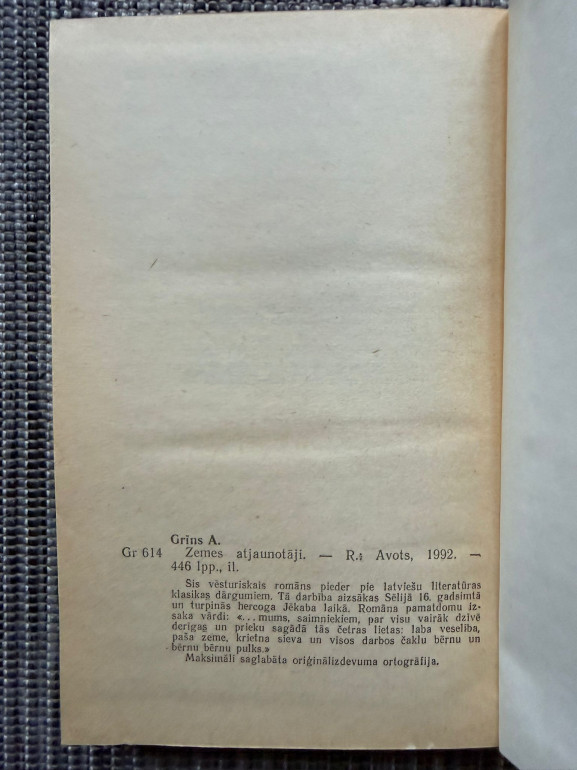 Grīns A.
Gr 614 Zemes atjaunotāji. — R.: Avots, 1992. —
446 lpp., il.
Šis vēsturiskais romāns pieder pie latviešu literatūras
klasikas dārgumiem. Tā darbība aizsākas Sēlijā 16. gadsimtā
un turpinās hercoga Jēkaba laikā. Romāna pamatdomu iz-
saka vārdi: «...mums, saimniekiem, par visu vairāk dzīvē
derīgas un prieku sagādā tās četras lietas: laba veselība,
paša zeme, krietna sieva un visos darbos čaklu bērnu un
bērnu bērnu pulks.»
Maksimāli saglabāta oriģinālizdevuma ortogrāfija.